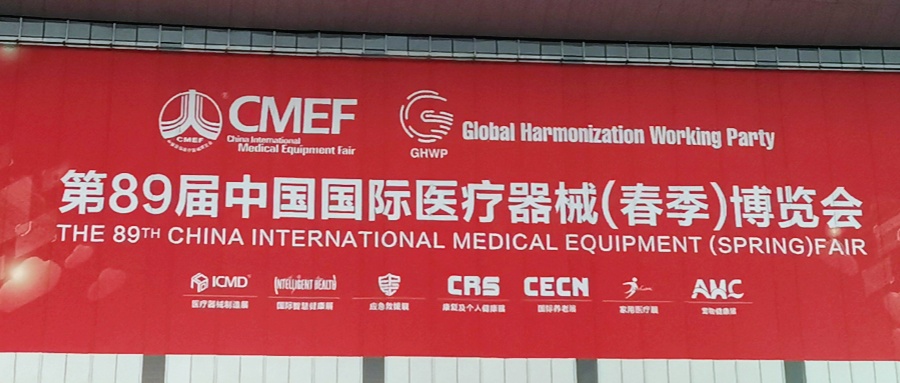 CMEF
China International
Medical Equipment Fair
CMEF
GHWP
Global Harmonization Working Party
第89届中国国际医疗器械(春季)博览会
THE 89TH CHINA INTERNATIONAL MEDICAL EQUIPMENT (SPRING)FAIR
ICMD®
INTELLIGENT HEALTH
CRS
CECN
AHC
医疗器械制造展
国际智慧健康展
应急救援展
康复及个人健康展
国际养老展
家用医疗展
宠物健康展